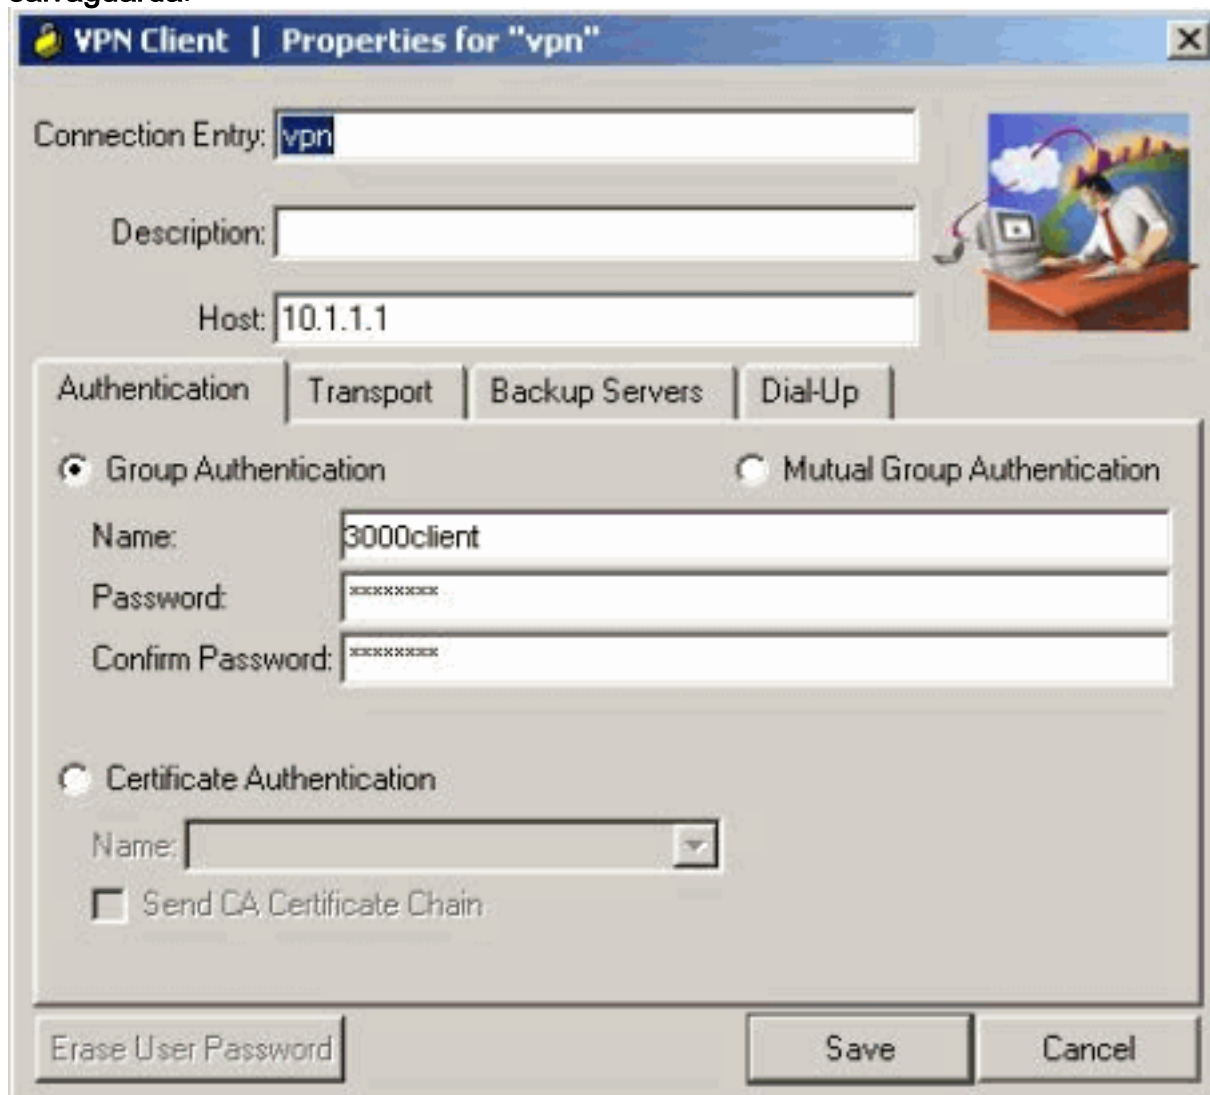 VPN Client | Properties for "vpn"
Connection Entry: vpn
Description:
Host: 10.1.1.1
Authentication Transport Backup Servers Dial-Up
Group Authentication Mutual Group Authentication
Name: 3000client
Password: ********
Confirm Password: ********
Certificate Authentication
Name:
Send CA Certificate Chain
Erase User Password Save Cancel